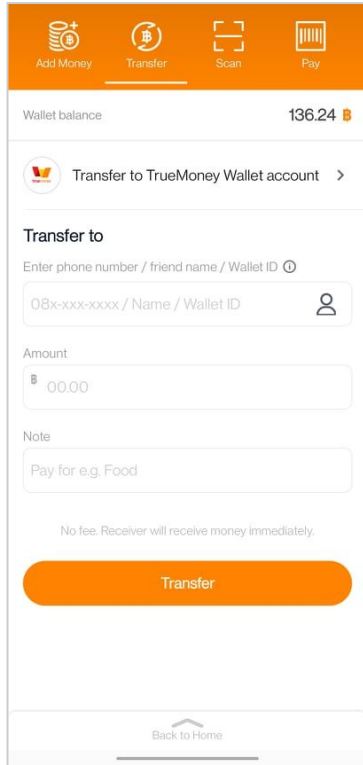 Add Money
Transfer
Scan
Pay
Wallet balance
136.24 ฿
Transfer to TrueMoney Wallet account >
Transfer to
Enter phone number / friend name / Wallet ID
08x-xxx-xxxx / Name / Wallet ID
Amount
฿ 00.00
Note
Pay for e.g. Food
No fee. Receiver will receive money immediately.
Transfer
Back to Home